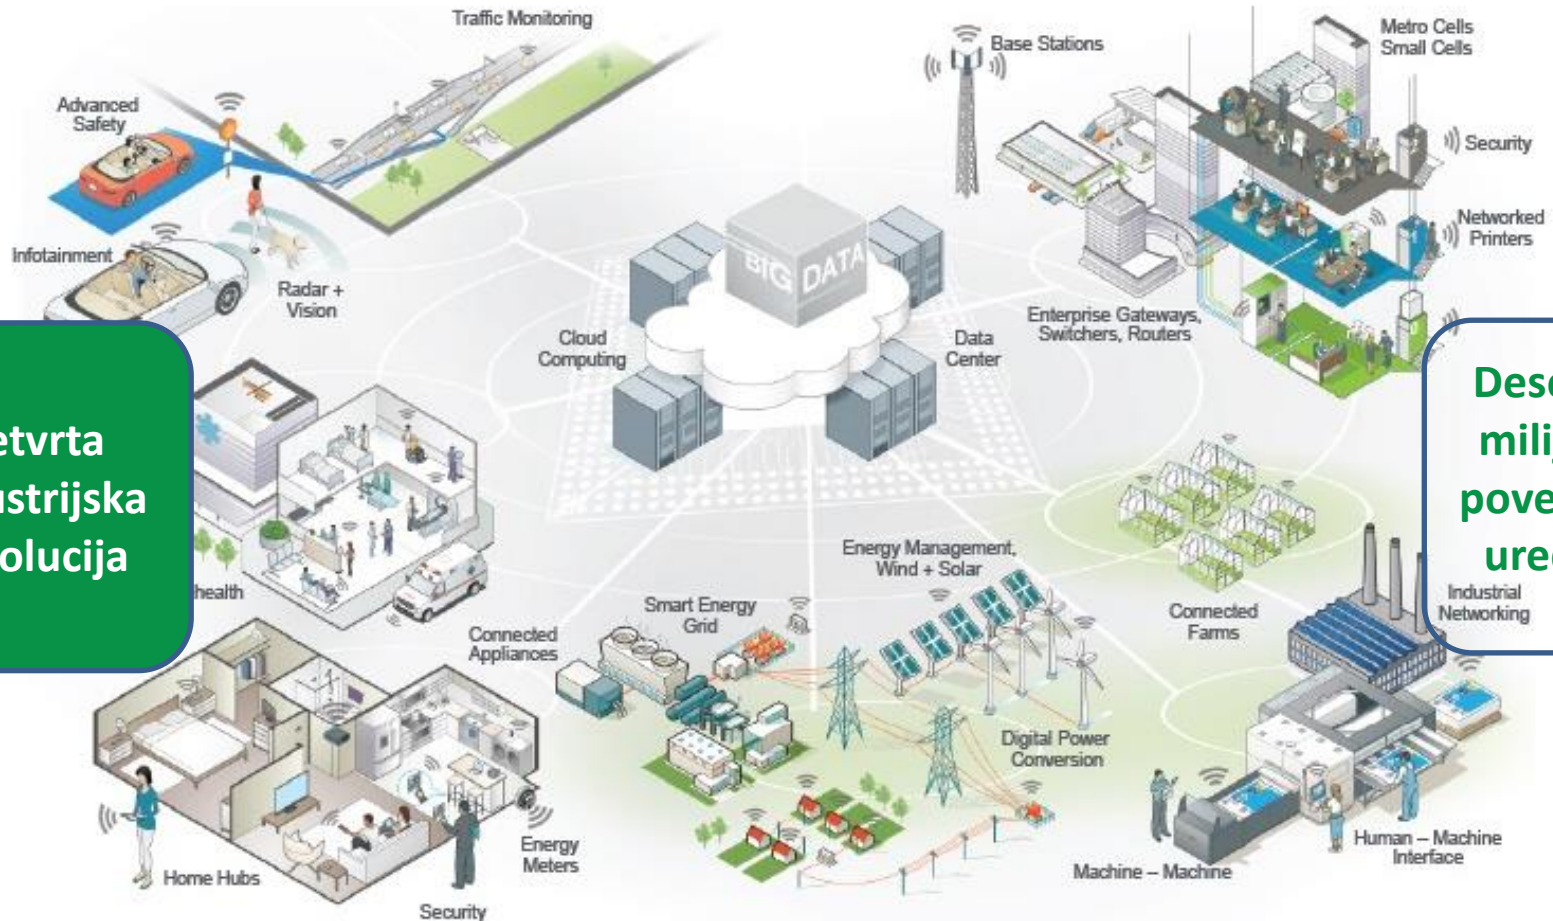 Traffic Monitoring
Advanced
Safety
Infotainment
Radar +
Vision
Base Stations
Metro Cells
Small Cells
Security
Networked
Printers
Enterprise Gateways,
Switchers, Routers
BIG DATA
Cloud
Computing
Data
Center
etvrta
ustrijska
olucija
Dese
milij
pove
ure
health
Connected
Appliances
Smart Energy
Grid
Energy Management,
Wind + Solar
Connected
Farms
Industrial
Networking
Digital Power
Conversion
Home Hubs
Energy
Meters
Security
Machine – Machine
Human – Machine
Interface